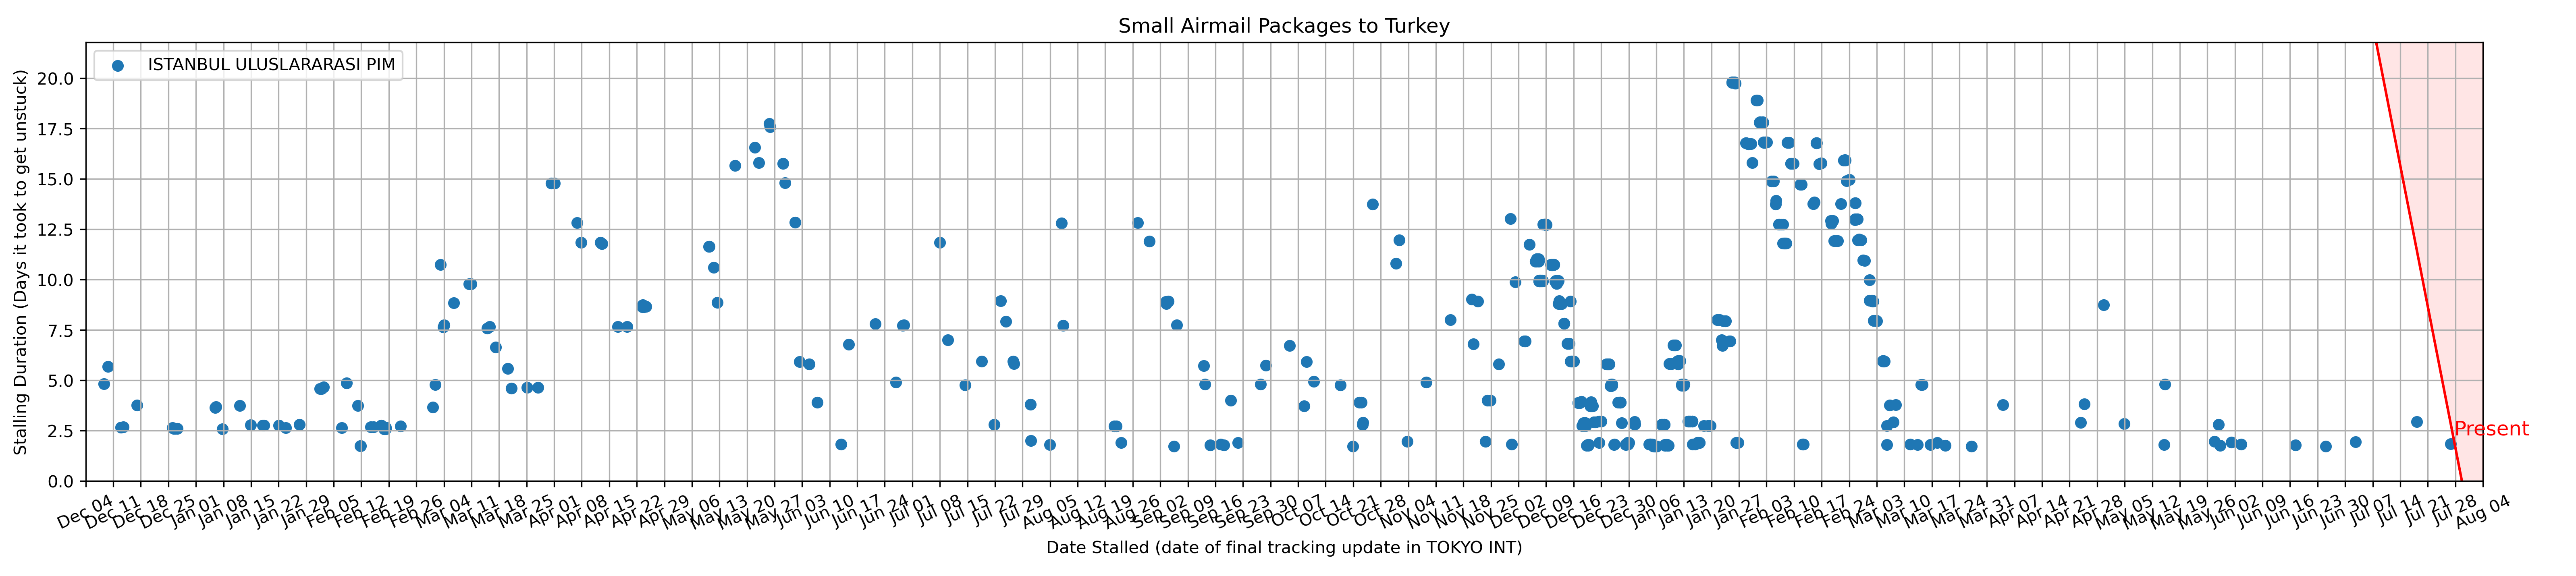 Small Airmail Packages to Turkey
ISTANBUL ULUSLARARASI PIM
Stalling Duration (Days it took to get unstuck)
20.0
17.5
15.0
12.5
10.0
7.5
5.0
2.5
0.0
Present
Dec 04
Dec 11
Dec 18
Dec 25
Jan 01
Jan 08
Jan 15
Jan 22
Jan 29
Feb 05
Feb 12
Feb 19
Feb 26
Mar 04
Mar 11
Mar 18
Mar 25
Apr 01
Apr 08
Apr 15
Apr 22
Apr 29
May 06
May 13
May 20
May 27
Jun 03
Jun 10
Jun 17
Jun 24
Jul 01
Jul 08
Jul 15
Jul 22
Jul 29
Aug 05
Aug 12
Aug 19
Aug 26
Sep 02
Sep 09
Sep 16
Sep 23
Sep 30
Oct 07
Oct 14
Oct 21
Oct 28
Nov 04
Nov 11
Nov 18
Nov 25
Dec 02
Dec 09
Dec 16
Dec 23
Dec 30
Jan 06
Jan 13
Jan 20
Jan 27
Feb 03
Feb 10
Feb 17
Feb 24
Mar 03
Mar 10
Mar 17
Mar 24
Mar 31
Apr 07
Apr 14
Apr 21
Apr 28
May 05
May 12
May 19
May 26
Jun 02
Jun 09
Jun 16
Jun 23
Jun 30
Jul 07
Jul 14
Jul 21
Jul 28
Aug 04
Date Stalled (date of final tracking update in TOKYO INT)